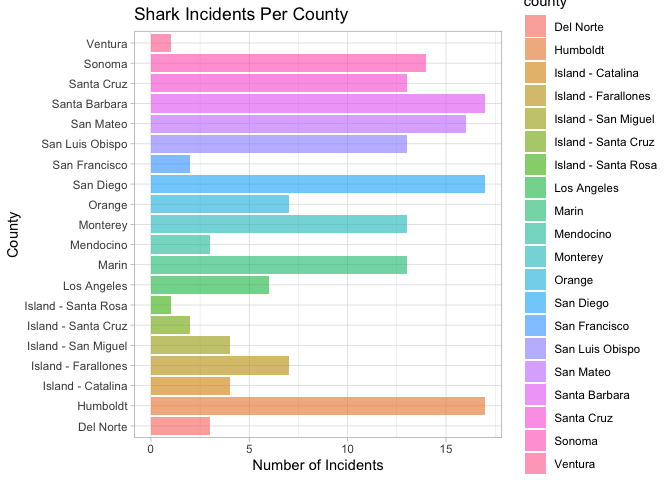 Shark Incidents Per County
County
Ventura
Sonoma
Santa Cruz
Santa Barbara
San Mateo
San Luis Obispo
San Francisco
San Diego
Orange
Monterey
Mendocino
Marin
Los Angeles
Island - Santa Rosa
Island - Santa Cruz
Island - San Miguel
Island - Farallones
Island - Catalina
Humboldt
Del Norte
0 5 10 15
Number of Incidents
county
Del Norte
Humboldt
Island - Catalina
Island - Farallones
Island - San Miguel
Island - Santa Cruz
Island - Santa Rosa
Los Angeles
Marin
Mendocino
Monterey
Orange
San Diego
San Francisco
San Luis Obispo
San Mateo
Santa Barbara
Santa Cruz
Sonoma
Ventura